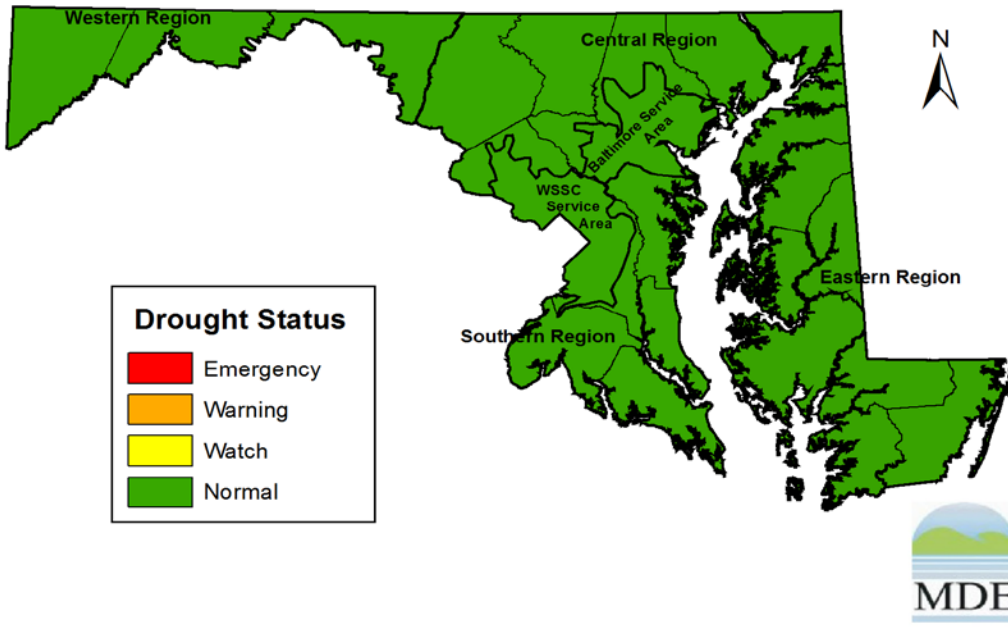 Western Region
Central Region
N
Baltimore Service
Area
WSSC
Service
Area
Eastern Region
Southern Region
Drought Status
Emergency
Warning
Watch
Normal
MDE